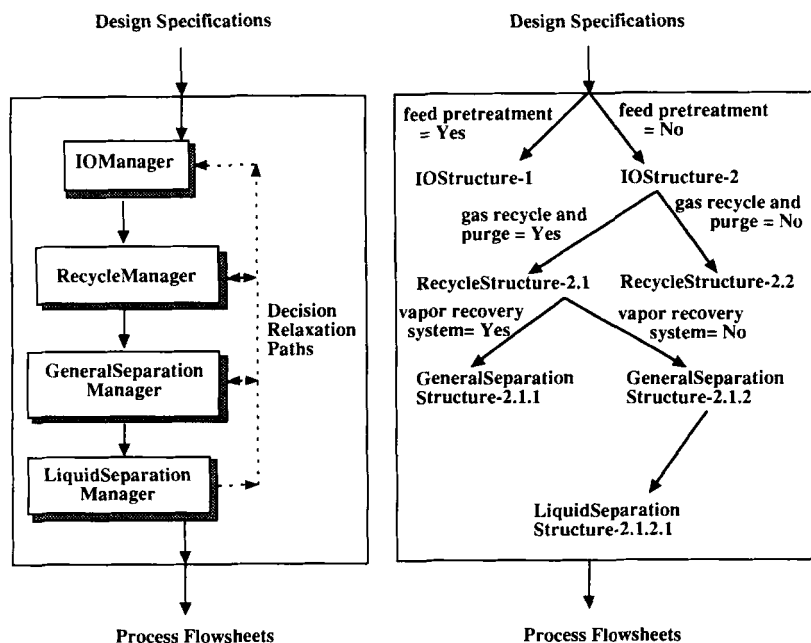 Design Specifications
IOManager
RecycleManager
GeneralSeparation
Manager
LiquidSeparation
Manager
Decision
Relaxation
Paths
Process Flowsheets
Design Specifications
feed pretreatment
= Yes
feed pretreatment
= No
IOStructure-1
IOStructure-2
gas recycle and
purge = Yes
gas recycle and
purge = No
RecycleStructure-2.1
RecycleStructure-2.2
vapor recovery
system= Yes
vapor recovery
system= No
GeneralSeparation
Structure-2.1.1
GeneralSeparation
Structure-2.1.2
LiquidSeparation
Structure-2.1.2.1
Process Flowsheets